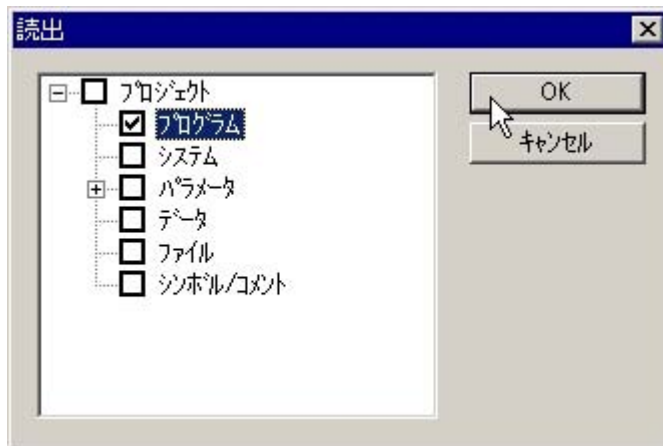 読出
ﾌﾟﾛｼﾞｪｸﾄ
ﾌﾟﾛｸﾞﾗﾑ
ｼｽﾃﾑ
ﾊﾟﾗﾒｰﾀ
ﾃﾞｰﾀ
ﾌｧｲﾙ
ｼﾝﾎﾞﾙ/ｺﾒﾝﾄ
OK
ｷｬﾝｾﾙ